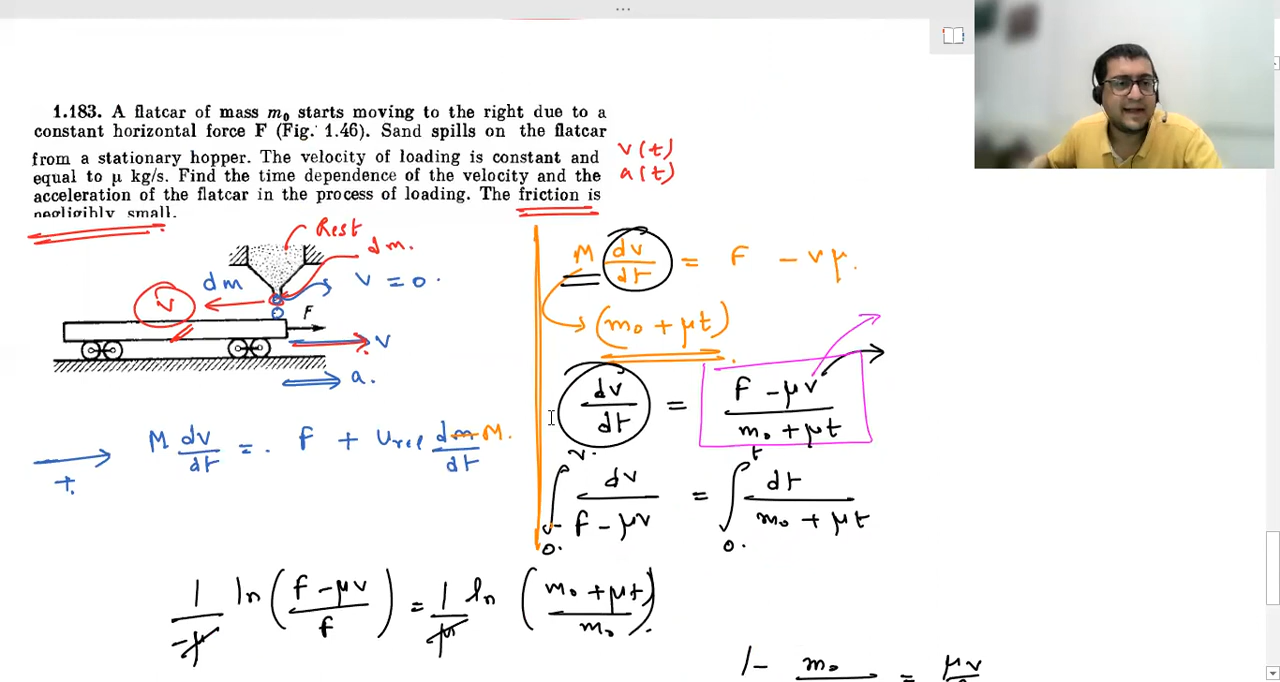 1.183. A flatcar of mass m₀ starts moving to the right due to a
constant horizontal force F (Fig. 1.46). Sand spills on the flatcar
from a stationary hopper. The velocity of loading is constant and
equal to μ kg/s. Find the time dependence of the velocity and the
acceleration of the flatcar in the process of loading. The friction is
negligibly small.
v(t)
a(t)
Rest
dm.
dm
v = 0.
v
F
v
a.
M dv/dt = F - vμ.
(m₀ + μt)
dv/dt = (F - μv)/(m₀ + μt)
+.
M dv/dt =. F + Urel dM/dt.
∫₀.ᵛ· dv/(F - μv) = ∫₀.ᵗ dt/(m₀ + μt)
1/-μ ln (F - μv / F) = 1/μ ln (m₀ + μt / m₀).
1 - m₀ = μv